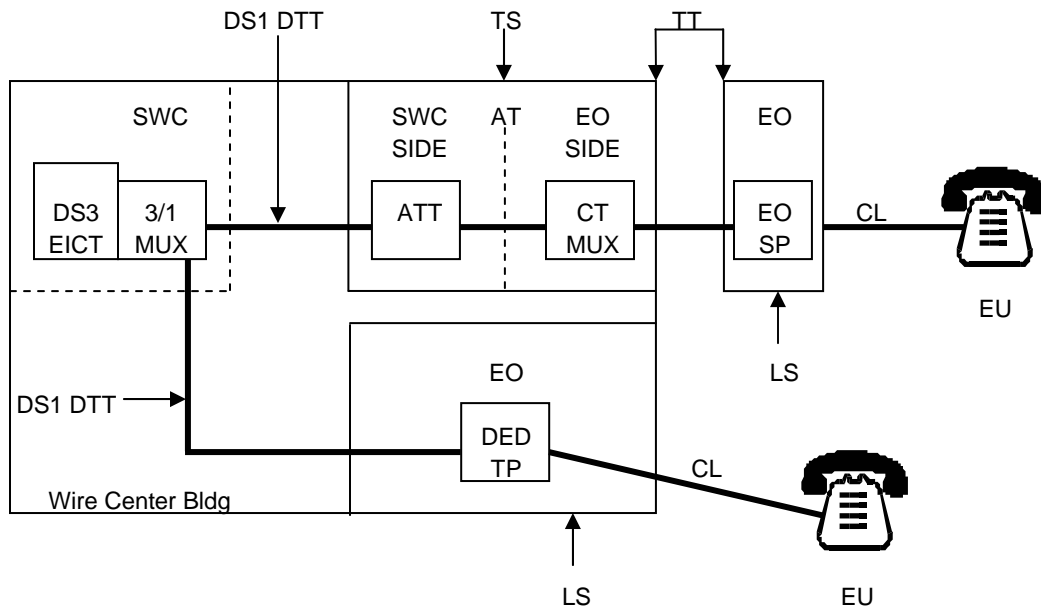 DS1 DTT
TS
TT
SWC
SWC
SIDE
AT
EO
SIDE
EO
DS3
EICT
3/1
MUX
ATT
CT
MUX
EO
SP
CL
EU
LS
EO
DS1 DTT
DED
TP
CL
Wire Center Bldg
LS
EU